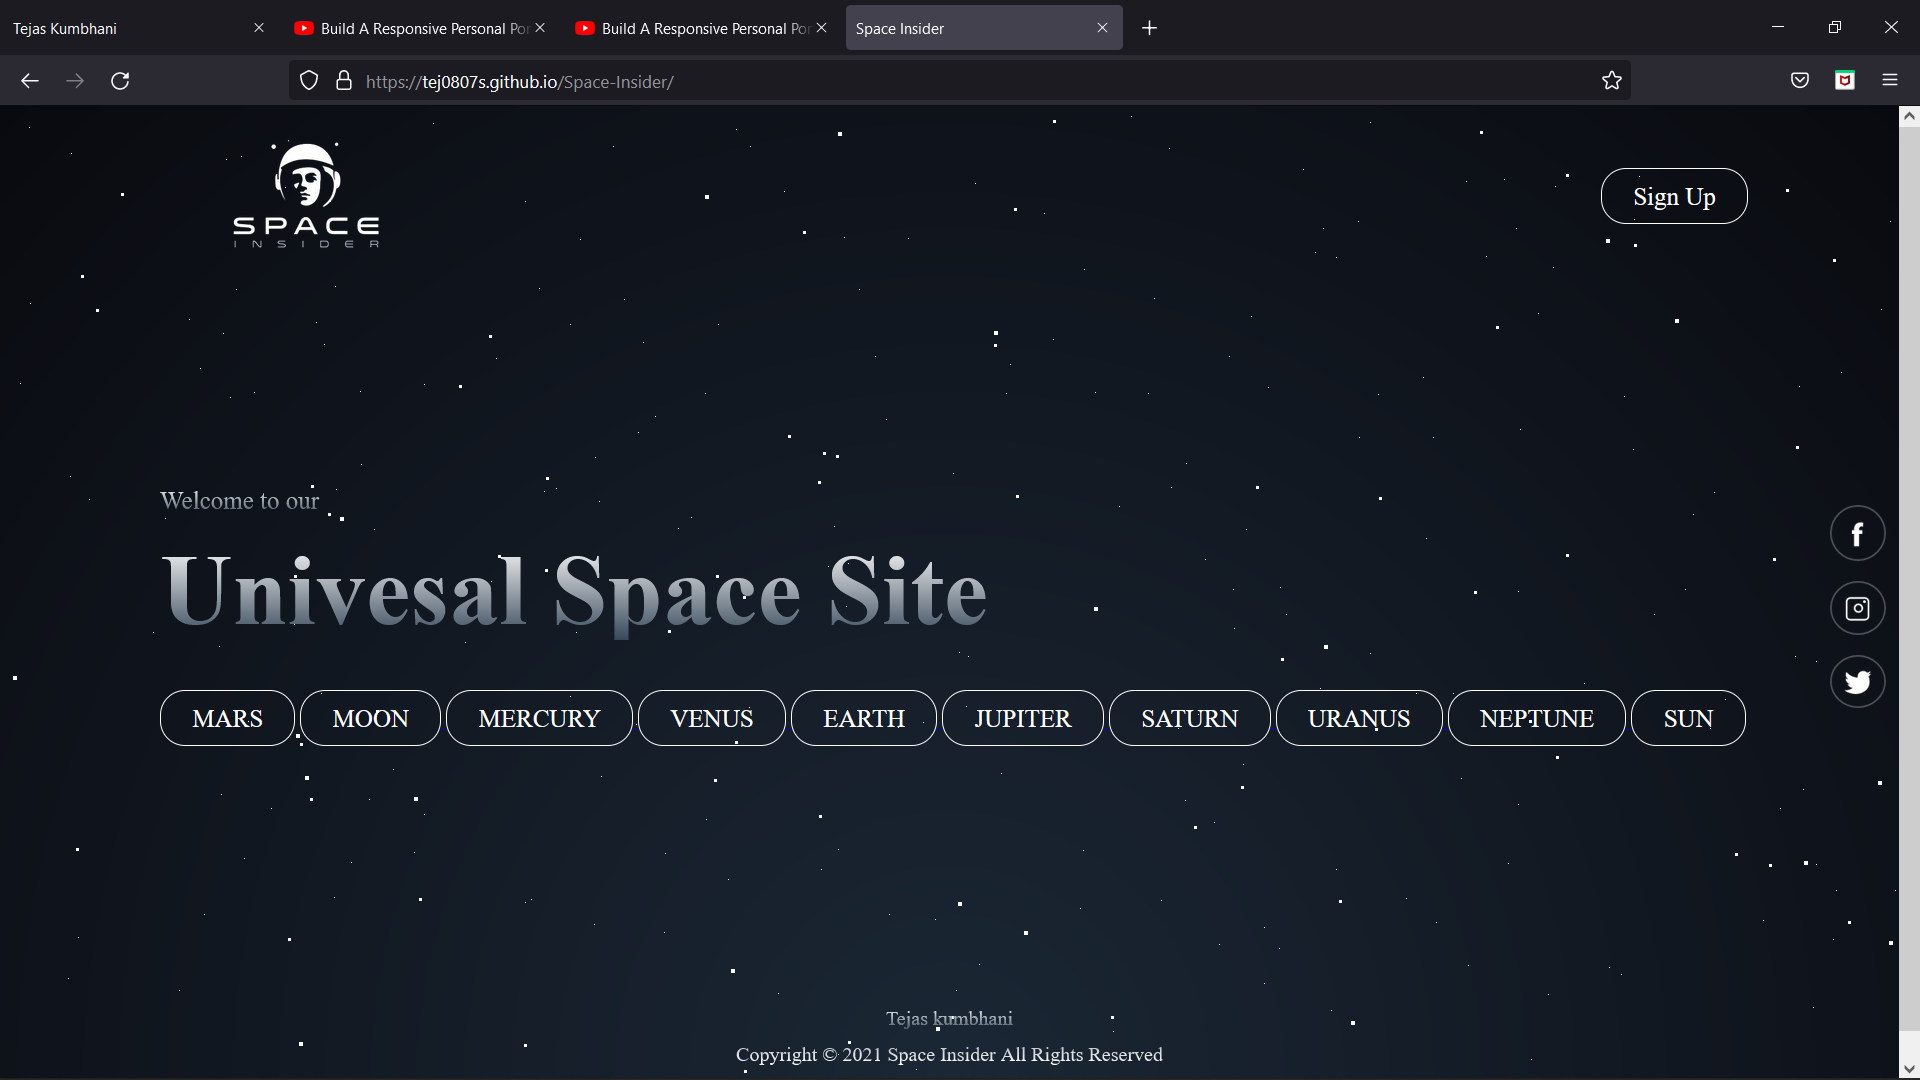 Tejas Kumbhani
Build A Responsive Personal Por
Build A Responsive Personal Por
Space Insider
https://tej0807s.github.io/Space-Insider/
SPACE
INSIDER
Sign Up
Welcome to our
Univesal Space Site
MARS MOON MERCURY VENUS EARTH JUPITER SATURN URANUS NEPTUNE SUN
Tejas kumbhani
Copyright © 2021 Space Insider All Rights Reserved